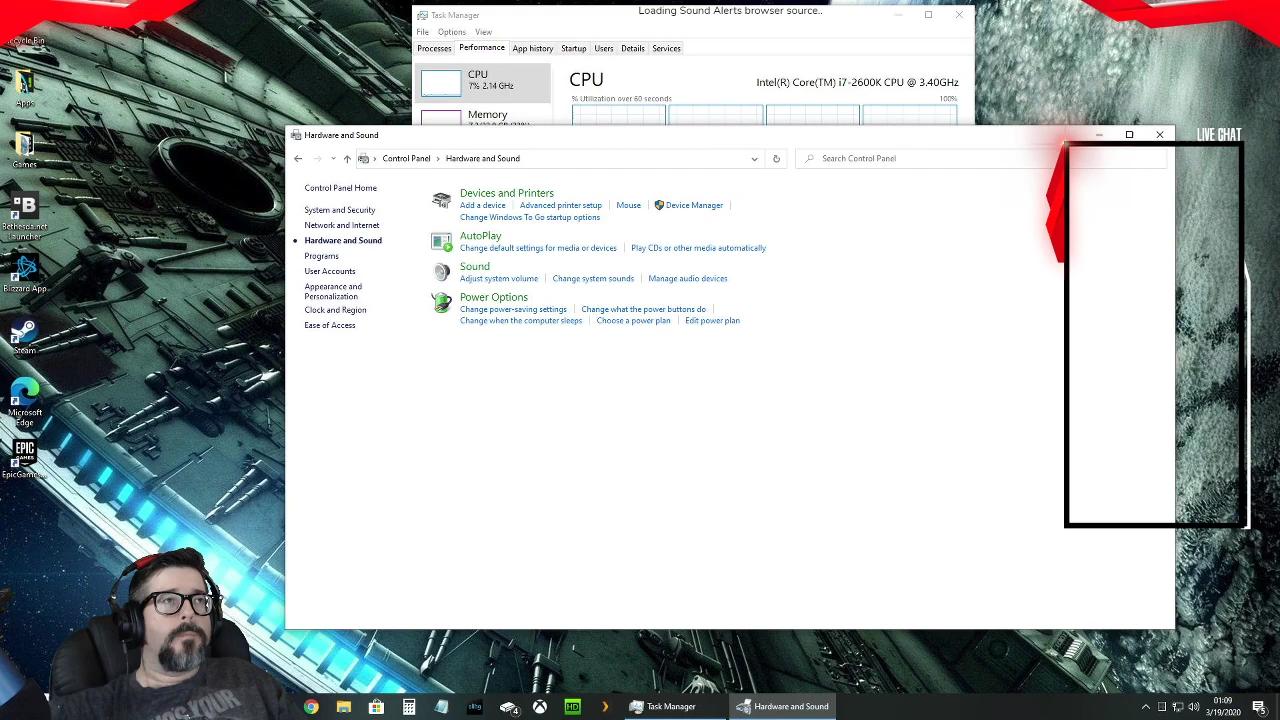 Loading Sound Alerts browser source..
Task Manager
File Options View
Processes Performance App history Startup Users Details Services
CPU
7% 2.14 GHz
Memory
CPU
Intel(R) Core(TM) i7-2600K CPU @ 3.40GHz
% Utilization over 60 seconds
100%
Hardware and Sound
Control Panel Hardware and Sound
Search Control Panel
LIVE CHAT
Control Panel Home
System and Security
Network and Internet
Hardware and Sound
Programs
User Accounts
Appearance and
Personalization
Clock and Region
Ease of Access
Devices and Printers
Add a device Advanced printer setup Mouse Device Manager
Change Windows To Go startup options
AutoPlay
Change default settings for media or devices Play CDs or other media automatically
Sound
Adjust system volume Change system sounds Manage audio devices
Power Options
Change power-saving settings Change what the power buttons do
Change when the computer sleeps Choose a power plan Edit power plan
Recycle Bin
Apps
Games
Bethesda.net
Launcher
Blizzard App
Steam
Microsoft
Edge
EPIC
GAMES
EpicGames...
HD
Task Manager
Hardware and Sound
01:09
3/19/2020